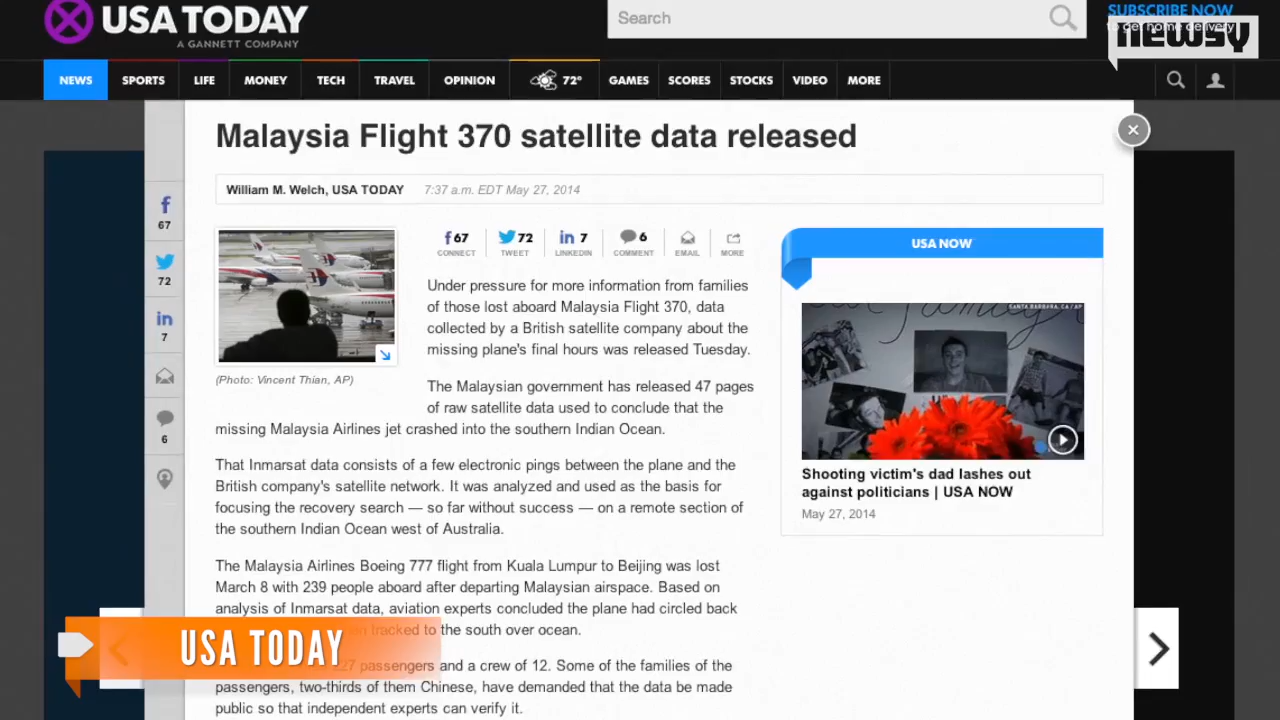 USA TODAY
A GANNETT COMPANY
Search
SUBSCRIBE NOW
to get home delivery
newsy
NEWS SPORTS LIFE MONEY TECH TRAVEL OPINION 72° GAMES SCORES STOCKS VIDEO MORE
Malaysia Flight 370 satellite data released
William M. Welch, USA TODAY 7:37 a.m. EDT May 27, 2014
67
72
in
7
6
(Photo: Vincent Thian, AP)
67 CONNECT
72 TWEET
in 7 LINKEDIN
6 COMMENT
EMAIL
MORE
Under pressure for more information from families
of those lost aboard Malaysia Flight 370, data
collected by a British satellite company about the
missing plane's final hours was released Tuesday.
The Malaysian government has released 47 pages
of raw satellite data used to conclude that the
missing Malaysia Airlines jet crashed into the southern Indian Ocean.
That Inmarsat data consists of a few electronic pings between the plane and the
British company's satellite network. It was analyzed and used as the basis for
focusing the recovery search — so far without success — on a remote section of
the southern Indian Ocean west of Australia.
The Malaysia Airlines Boeing 777 flight from Kuala Lumpur to Beijing was lost
March 8 with 239 people aboard after departing Malaysian airspace. Based on
analysis of Inmarsat data, aviation experts concluded the plane had circled back
tracked to the south over ocean.
27 passengers and a crew of 12. Some of the families of the
passengers, two-thirds of them Chinese, have demanded that the data be made
public so that independent experts can verify it.
USA NOW
SANTA BARBARA, CA / AP
family
Shooting victim's dad lashes out
against politicians | USA NOW
May 27, 2014
USA TODAY